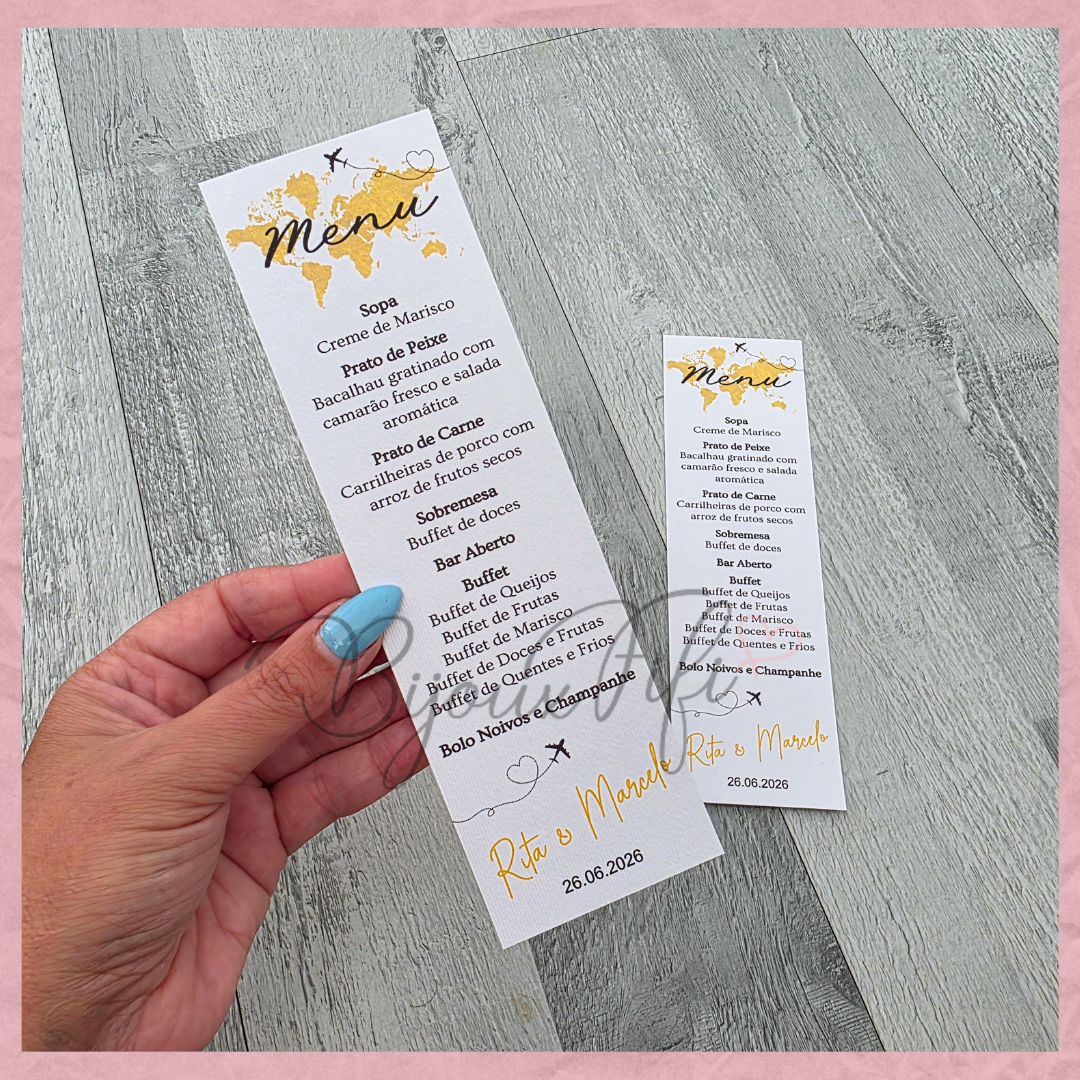 Menu
Sopa
Creme de Marisco
Prato de Peixe
Bacalhau gratinado com
camarão fresco e salada
aromática
Prato de Carne
Carrilheiras de porco com
arroz de frutos secos
Sobremesa
Buffet de doces
Bar Aberto
Buffet
Buffet de Queijos
Buffet de Frutas
Buffet de Marisco
Buffet de Doces e Frutas
Buffet de Quentes e Frios
Bolo Noivos e Champanhe
Rita & Marcelo
26.06.2026
Menu
Sopa
Creme de Marisco
Prato de Peixe
Bacalhau gratinado com
camarão fresco e salada
aromática
Prato de Carne
Carrilheiras de porco com
arroz de frutos secos
Sobremesa
Buffet de doces
Bar Aberto
Buffet
Buffet de Queijos
Buffet de Frutas
Buffet de Marisco
Buffet de Doces e Frutas
Buffet de Quentes e Frios
Bolo Noivos e Champanhe
Rita & Marcelo
26.06.2026
Bijoux Fifi